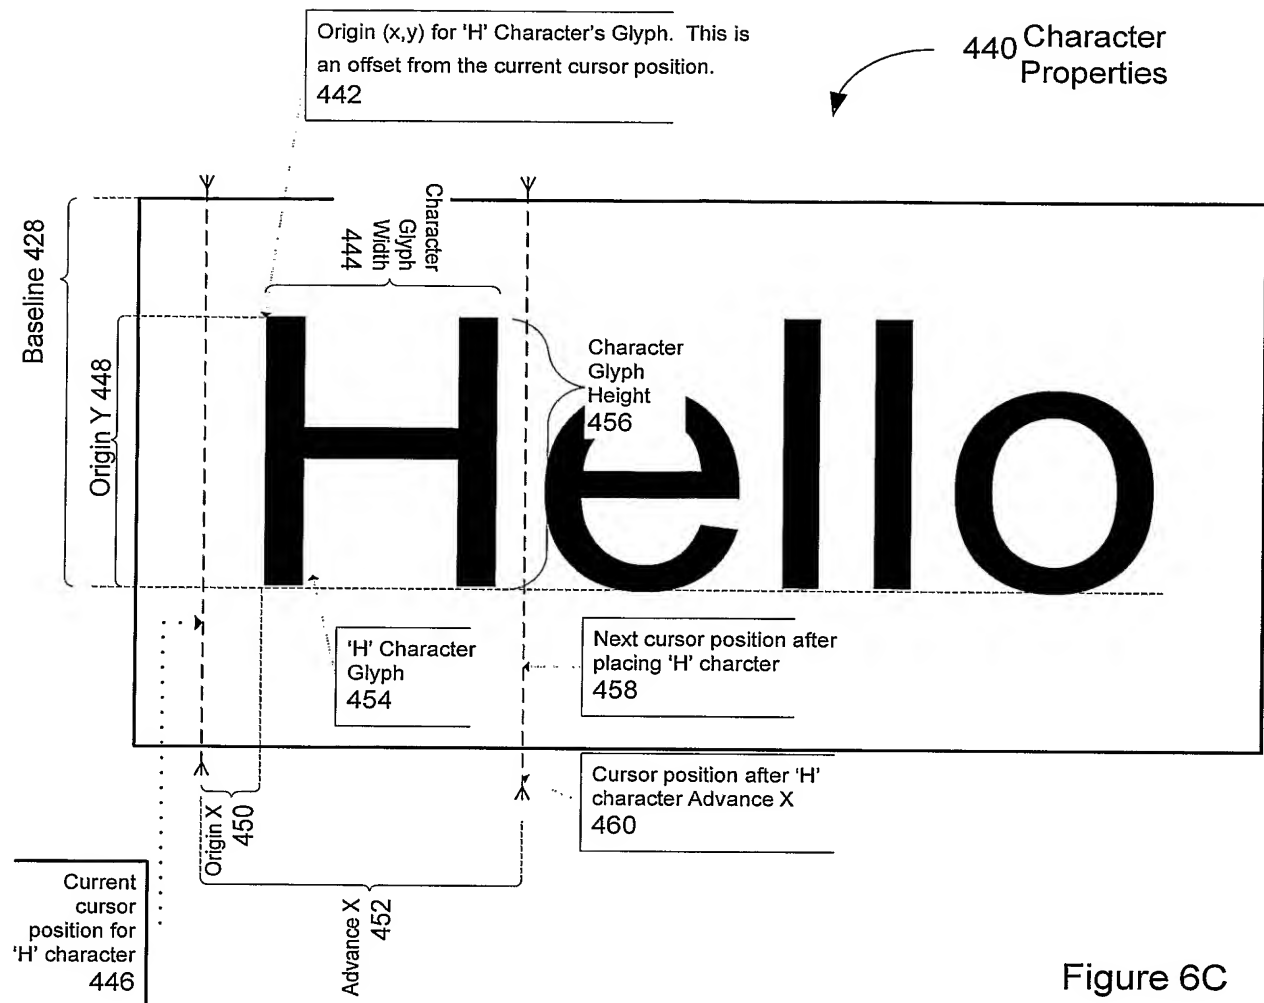 Origin (x,y) for 'H' Character's Glyph. This is
an offset from the current cursor position.
442
440 Character
Properties
Character
Glyph
Width
444
Baseline 428
Origin Y 448
Hello
Character
Glyph
Height
456
'H' Character
Glyph
454
Next cursor position after
placing 'H' charcter
458
Cursor position after 'H'
character Advance X
460
Origin X
450
Advance X
452
Current
cursor
position for
'H' character
446
Figure 6C